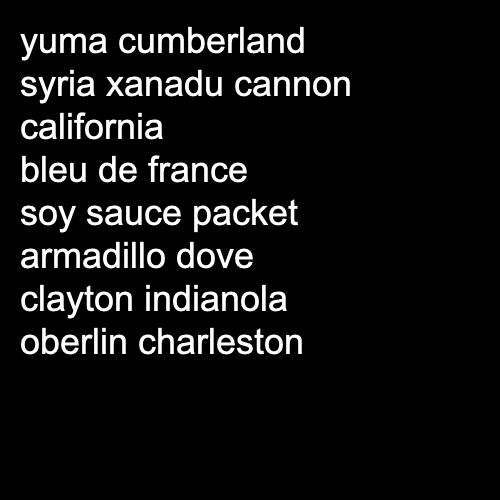 yuma cumberland
syria xanadu cannon
california
bleu de france
soy sauce packet
armadillo dove
clayton indianola
oberlin charleston